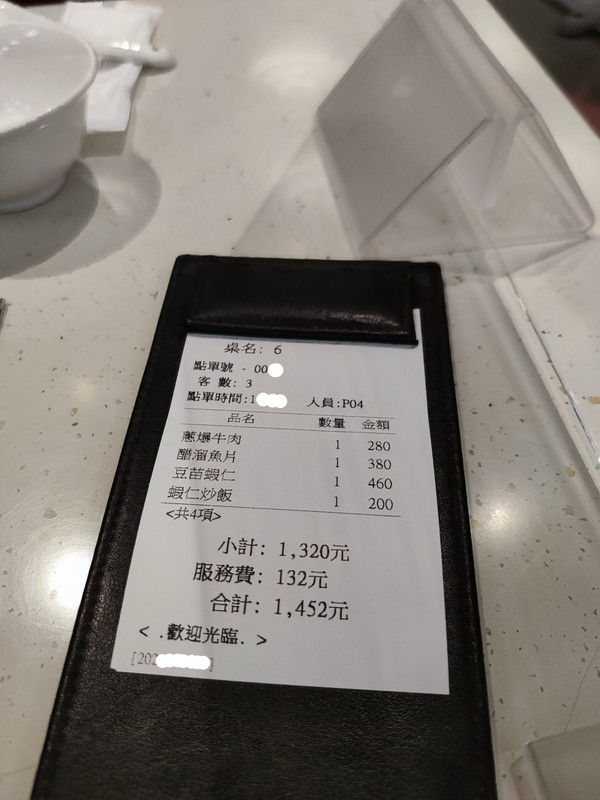 桌名: 6
點單號 - 00
客 數: 3
點單時間:1 人員:P04
品名 數量 金額
蔥爆牛肉 1 280
醋溜魚片 1 380
豆苗蝦仁 1 460
蝦仁炒飯 1 200
<共4項>
小計: 1,320元
服務費: 132元
合計: 1,452元
< .歡迎光臨. >
[202 ]